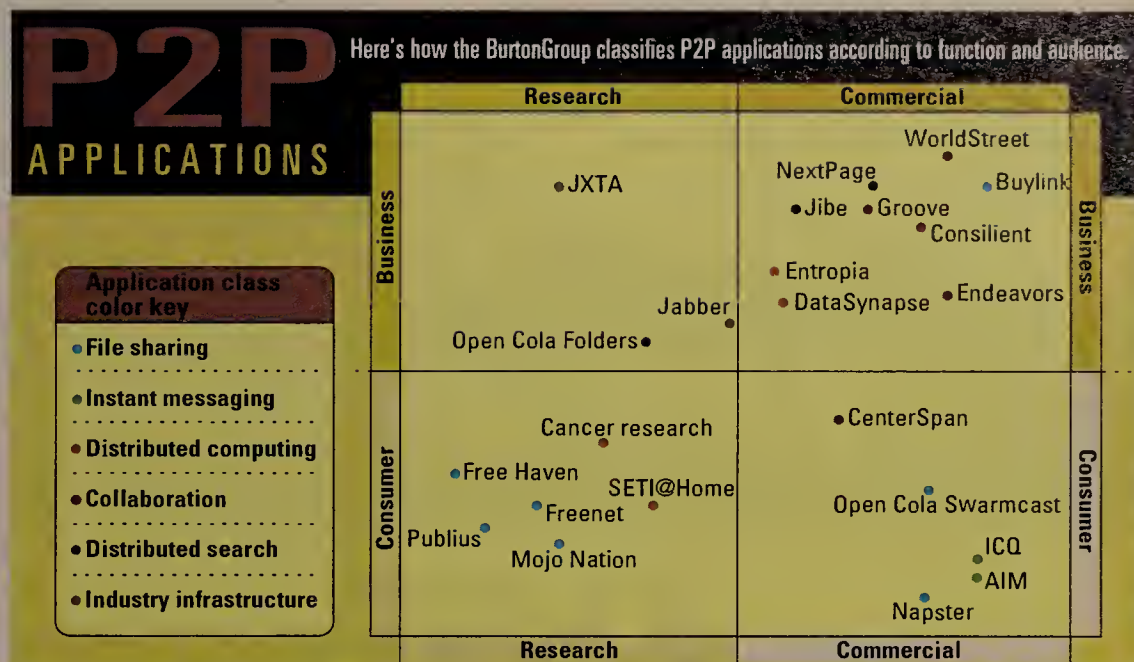 P2P
APPLICATIONS
Here's how the BurtonGroup classifies P2P applications according to function and audience.
Research
Commercial
Business
Business
WorldStreet
NextPage
Buylink
JXTA
Jibe
Groove
Consilient
Entropia
Endeavors
DataSynapse
Jabber
Open Cola Folders
Application class
color key
File sharing
Instant messaging
Distributed computing
Collaboration
Distributed search
Industry infrastructure
Consumer
Consumer
CenterSpan
Cancer research
Free Haven
SETI@Home
Open Cola Swarmcast
Freenet
Publius
Mojo Nation
ICQ
AIM
Napster
Research
Commercial